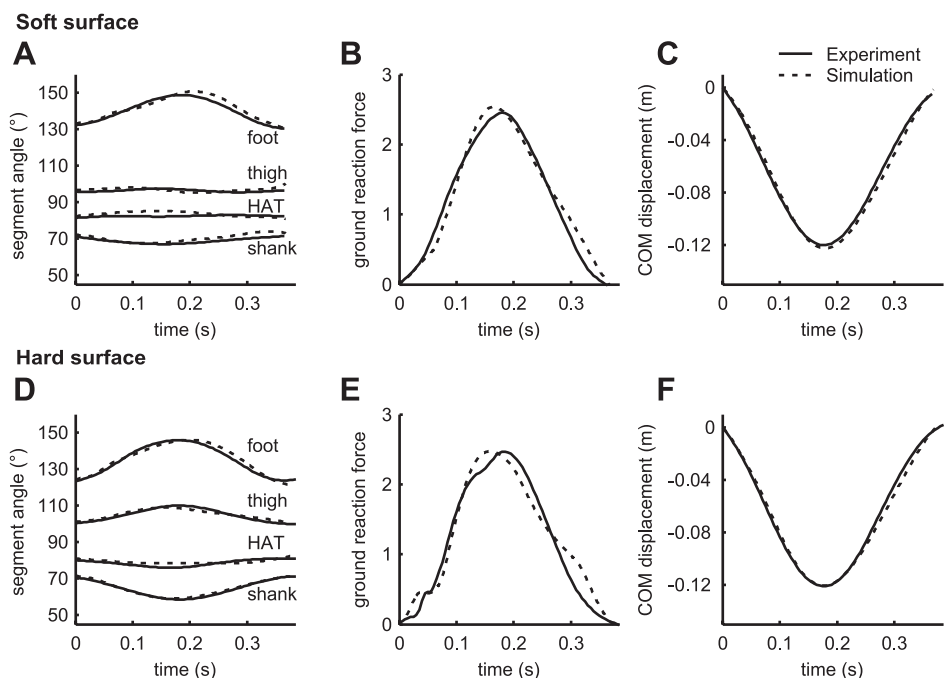 Soft surface
A
B
C
Experiment
Simulation
segment angle (°)
150
130
110
90
70
50
foot
thigh
HAT
shank
0 0.1 0.2 0.3
time (s)
ground reaction force
3
2
1
0
0 0.1 0.2 0.3
time (s)
COM displacement (m)
0
-0.04
-0.08
-0.12
0 0.1 0.2 0.3
time (s)
Hard surface
D
E
F
segment angle (°)
150
130
110
90
70
50
foot
thigh
HAT
shank
0 0.1 0.2 0.3
time (s)
ground reaction force
3
2
1
0
0 0.1 0.2 0.3
time (s)
COM displacement (m)
0
-0.04
-0.08
-0.12
0 0.1 0.2 0.3
time (s)